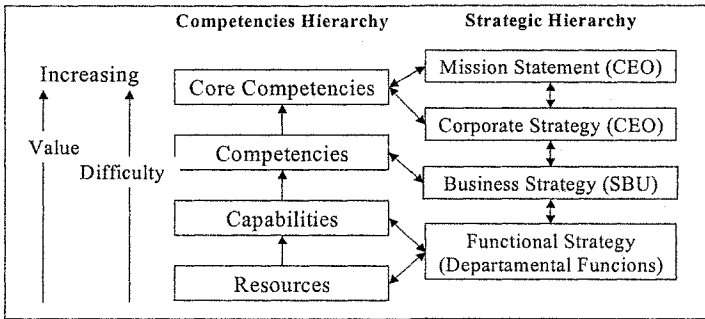 Competencies Hierarchy
Strategic Hierarchy
Increasing
Value
Difficulty
Core Competencies
Competencies
Capabilities
Resources
Mission Statement (CEO)
Corporate Strategy (CEO)
Business Strategy (SBU)
Functional Strategy
(Departamental Funcions)